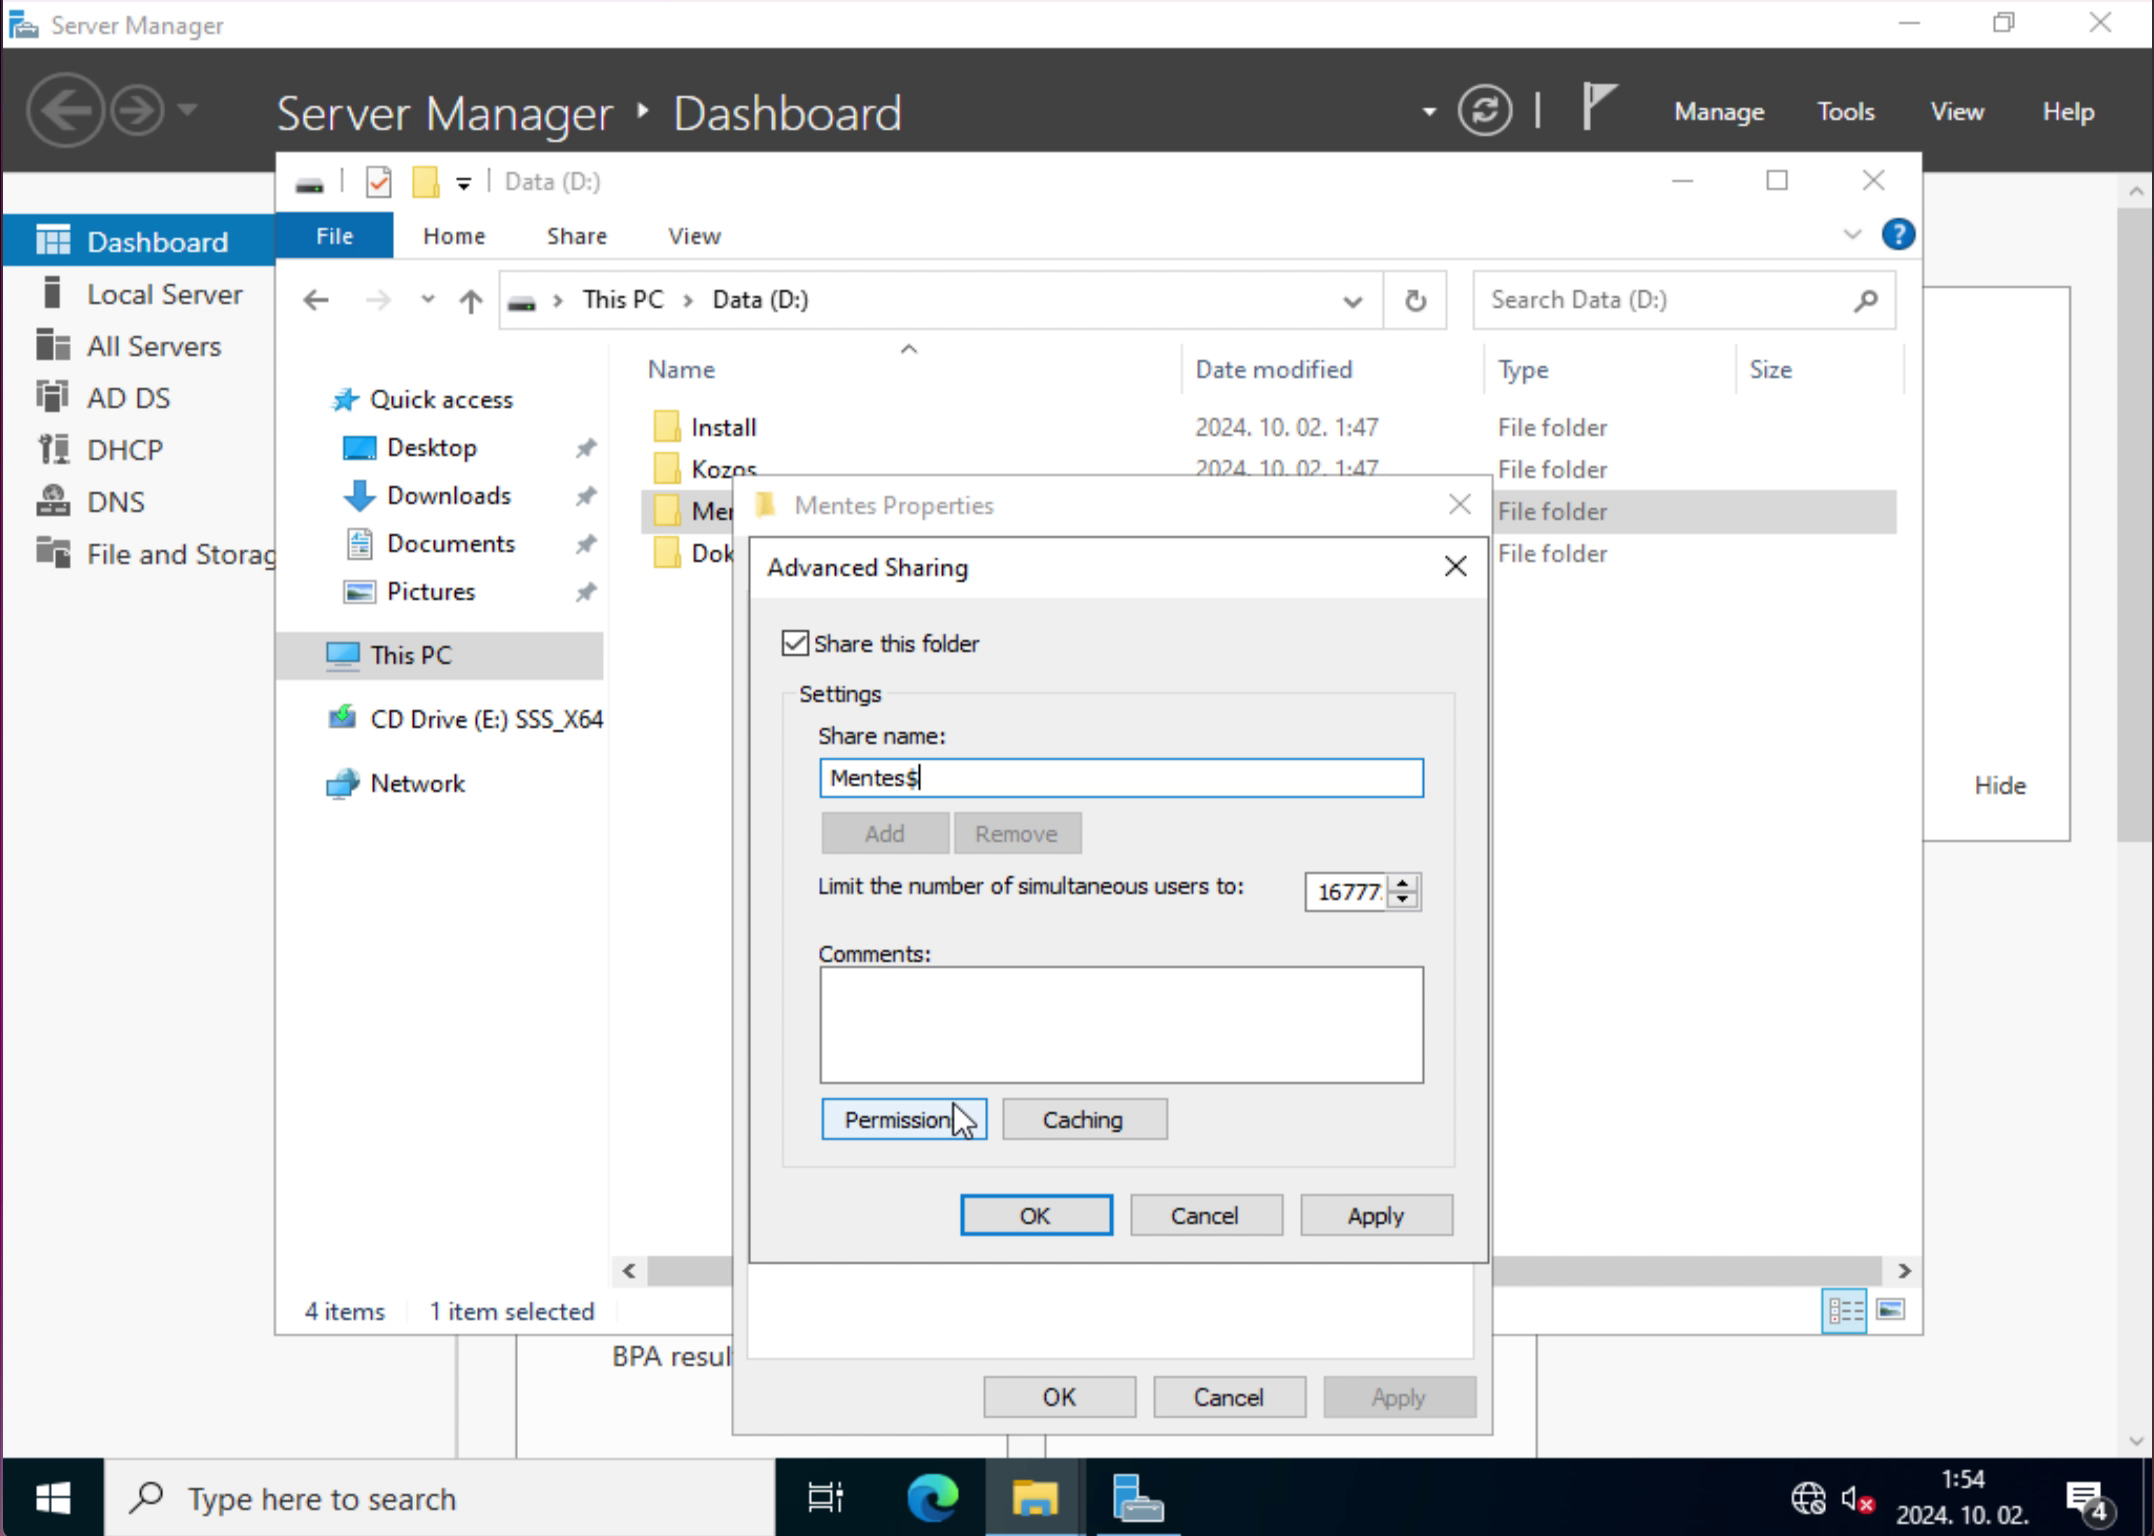 Server Manager
Server Manager Dashboard
Manage Tools View Help
Data (D:)
File Home Share View
This PC Data (D:)
Search Data (D:)
Dashboard
Local Server
All Servers
AD DS
DHCP
DNS
File and Storag
Quick access
Desktop
Downloads
Documents
Pictures
This PC
CD Drive (E:) SSS_X64
Network
Name Date modified Type Size
Install 2024. 10. 02. 1:47 File folder
Kozos 2024. 10. 02. 1:47 File folder
Men File folder
Dok File folder
Mentes Properties
Advanced Sharing
Share this folder
Settings
Share name:
Mentes$
Add Remove
Limit the number of simultaneous users to: 16777
Comments:
Permission Caching
OK Cancel Apply
Hide
4 items 1 item selected
BPA resul
OK Cancel Apply
Type here to search
1:54
2024. 10. 02.
4